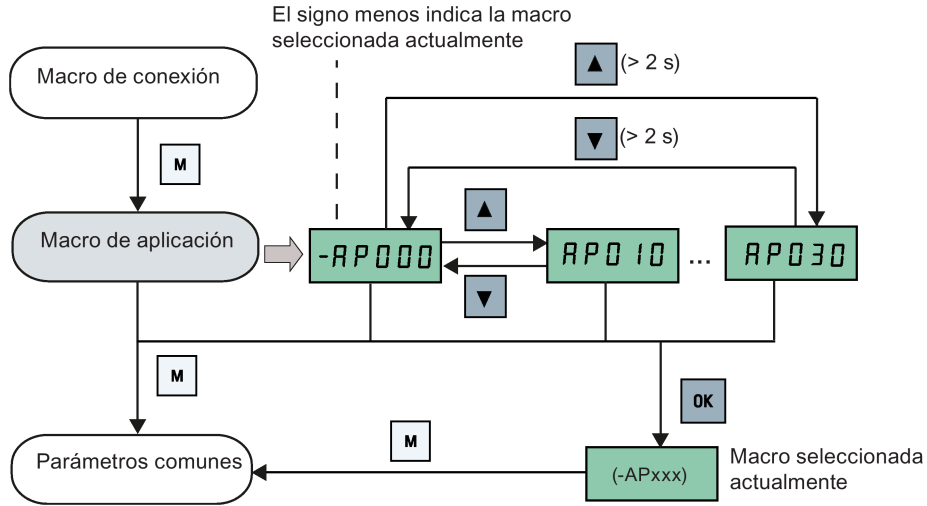 El signo menos indica la macro
seleccionada actualmente
Macro de conexión
▲ (> 2 s)
M
▼ (> 2 s)
▲
Macro de aplicación
-AP000
AP010
...
AP030
▼
M
OK
M
Parámetros comunes
(-APxxx)
Macro seleccionada
actualmente